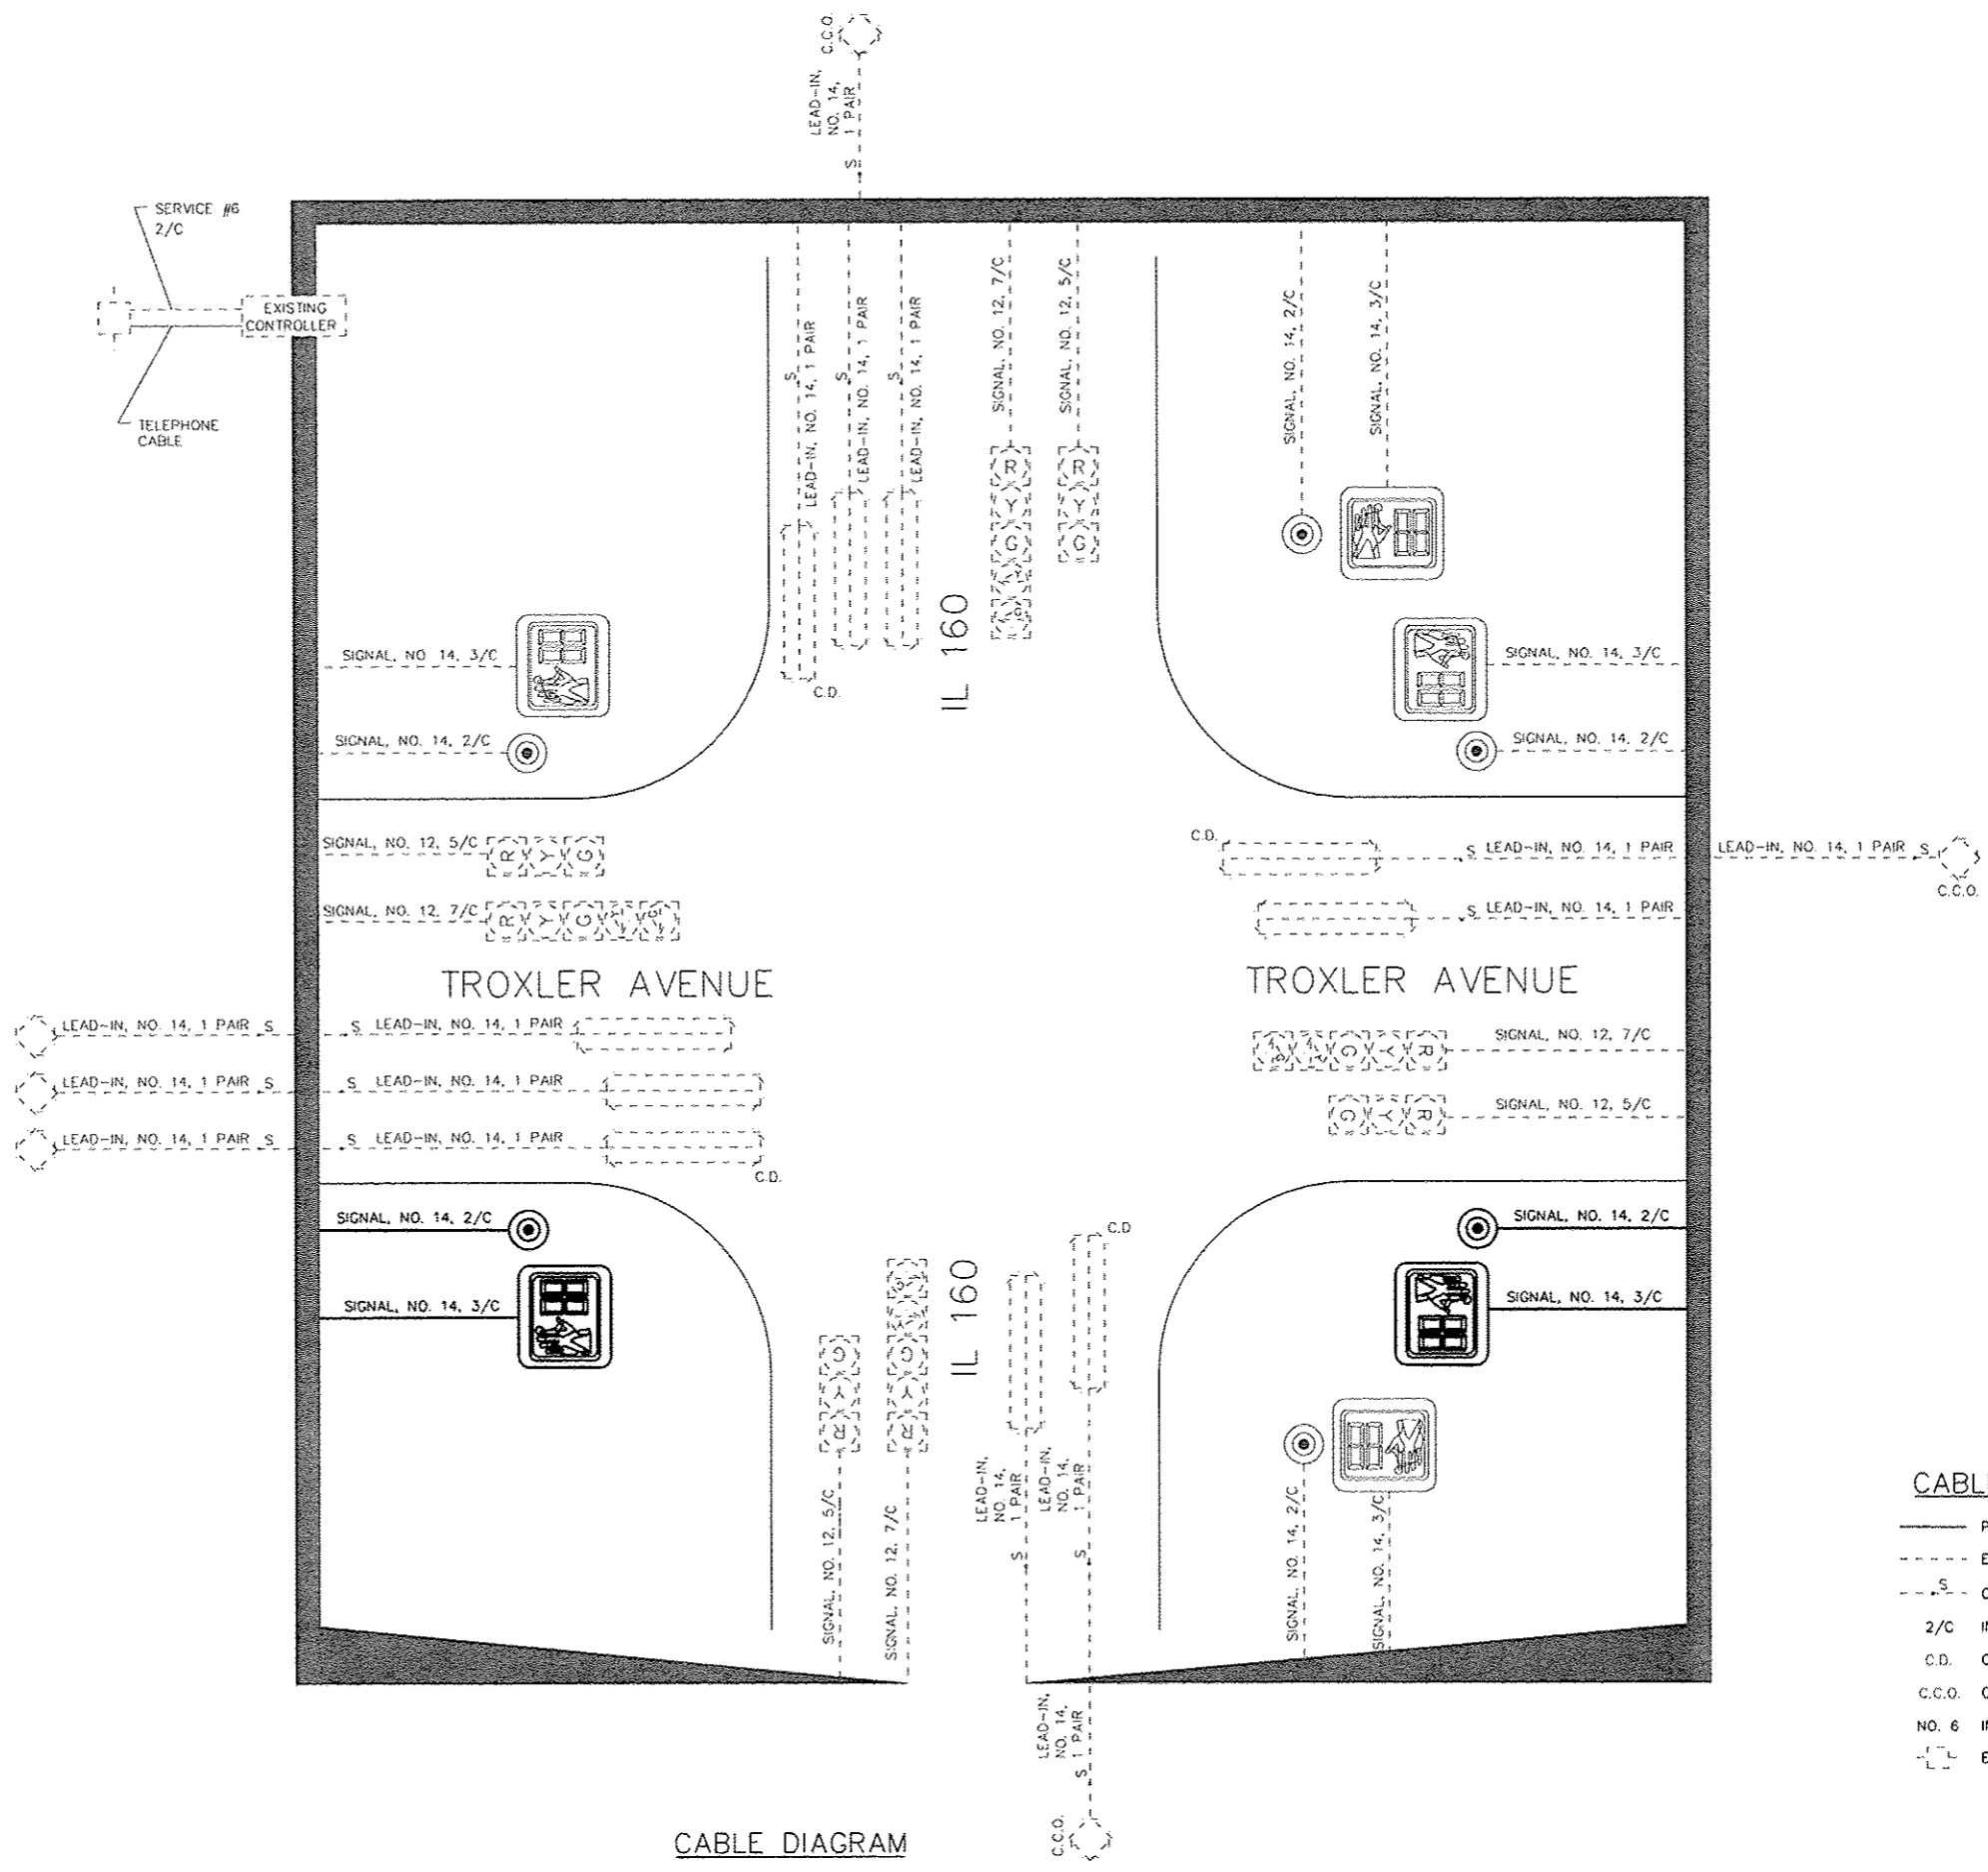 C.C.O.
LEAD-IN,
NO. 14,
1 PAIR
S
SERVICE #6
2/C
EXISTING
CONTROLLER
TELEPHONE
CABLE
S
LEAD-IN, NO. 14, 1 PAIR
S
LEAD-IN, NO. 14, 1 PAIR
S
LEAD-IN, NO. 14, 1 PAIR
SIGNAL, NO. 12, 7/C
SIGNAL, NO. 12, 5/C
SIGNAL, NO. 14, 2/C
SIGNAL, NO. 14, 3/C
R
Y
G
R
Y
G
C.D.
IL 160
SIGNAL, NO 14, 3/C
SIGNAL, NO. 14, 2/C
SIGNAL, NO. 14, 3/C
SIGNAL, NO. 14, 2/C
SIGNAL, NO. 12, 5/C
R Y G
SIGNAL, NO. 12, 7/C
R Y G
C.D.
S LEAD-IN, NO. 14, 1 PAIR
LEAD-IN, NO. 14, 1 PAIR S
C.C.O.
S LEAD-IN, NO. 14, 1 PAIR
TROXLER AVENUE
TROXLER AVENUE
LEAD-IN, NO. 14, 1 PAIR S
S LEAD-IN, NO. 14, 1 PAIR
LEAD-IN, NO. 14, 1 PAIR S
S LEAD-IN, NO. 14, 1 PAIR
LEAD-IN, NO. 14, 1 PAIR S
S LEAD-IN, NO. 14, 1 PAIR
C.D.
G Y R
SIGNAL, NO. 12, 7/C
G Y R
SIGNAL, NO. 12, 5/C
SIGNAL, NO. 14, 2/C
SIGNAL, NO. 14, 3/C
SIGNAL, NO. 14, 2/C
SIGNAL, NO. 14, 3/C
C.D
IL 160
R Y G
R Y G
SIGNAL, NO. 12, 5/C
SIGNAL, NO. 12, 7/C
LEAD-IN,
NO. 14,
1 PAIR
S
LEAD-IN,
NO. 14,
1 PAIR
S
SIGNAL, NO. 14, 2/C
SIGNAL, NO. 14, 3/C
LEAD-IN,
NO. 14,
1 PAIR
S
C.C.O.
CABLE DIAGRAM
CABL
P
E
S C
2/C I
C.D. C
C.C.O. C
NO. 6 I
E